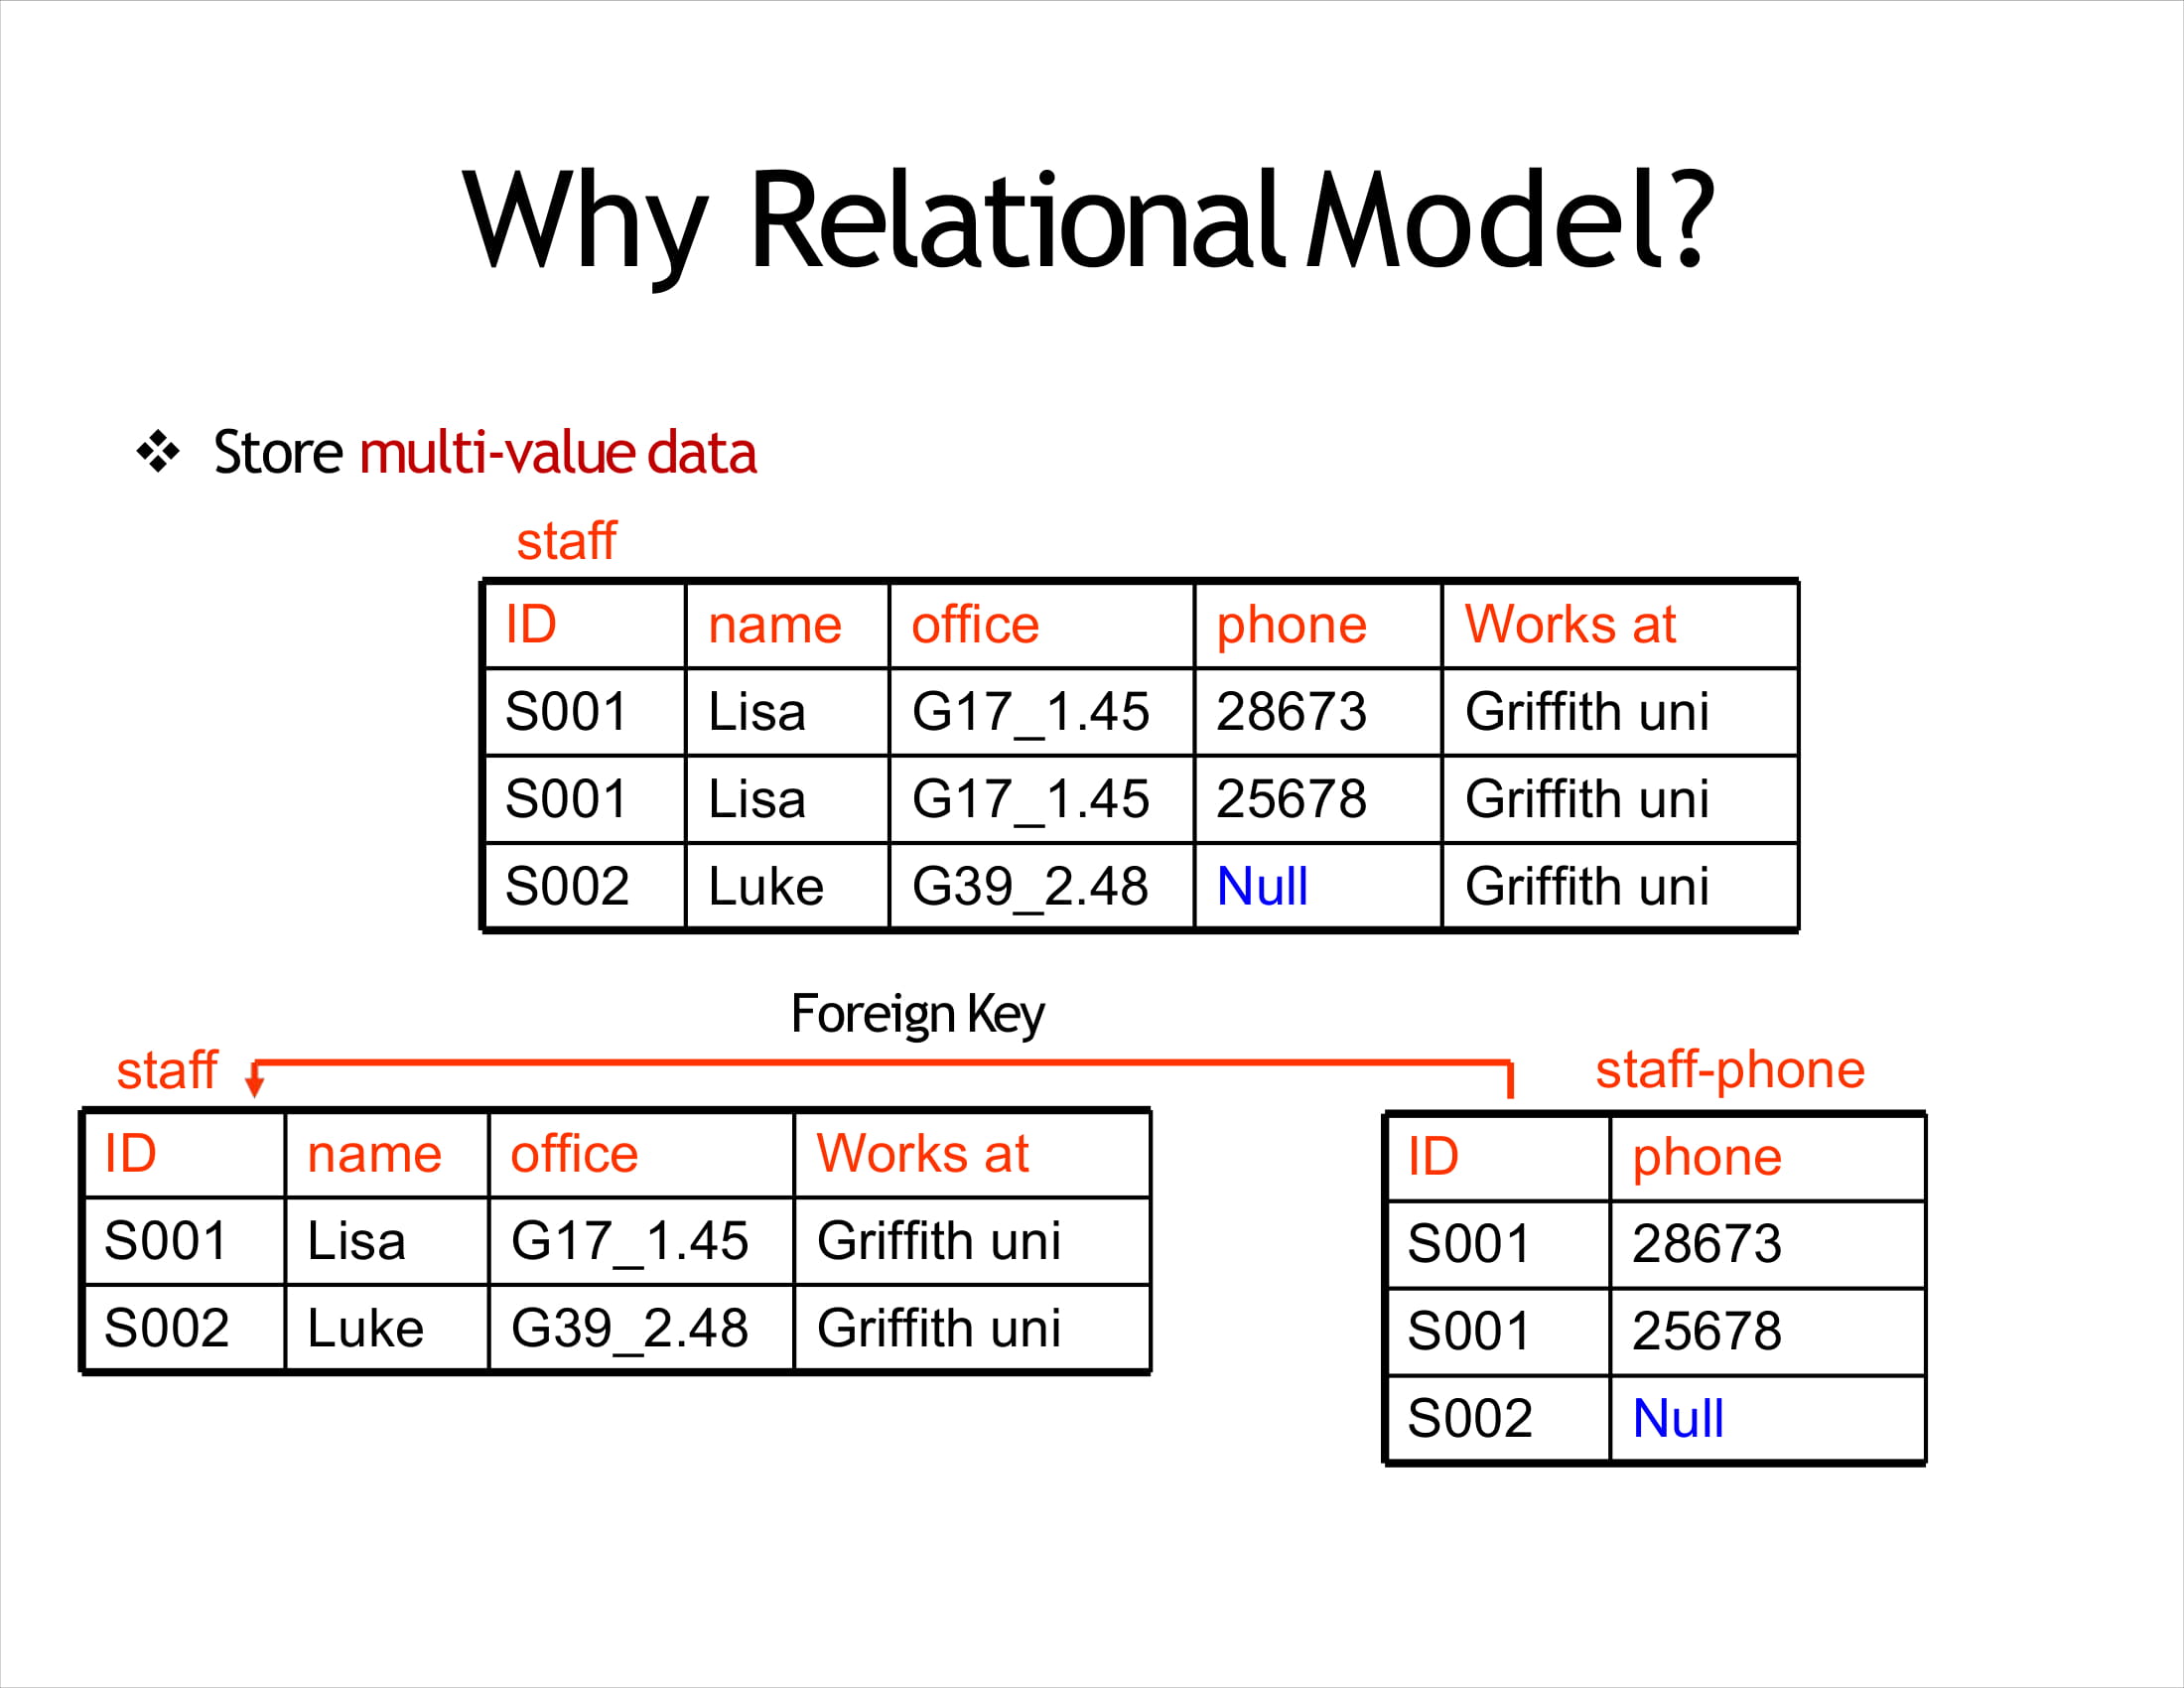 Why Relational Model?
❖ Store multi-value data
staff
ID name office phone Works at
S001 Lisa G17_1.45 28673 Griffith uni
S001 Lisa G17_1.45 25678 Griffith uni
S002 Luke G39_2.48 Null Griffith uni
Foreign Key
staff
ID name office Works at
S001 Lisa G17_1.45 Griffith uni
S002 Luke G39_2.48 Griffith uni
staff-phone
ID phone
S001 28673
S001 25678
S002 Null